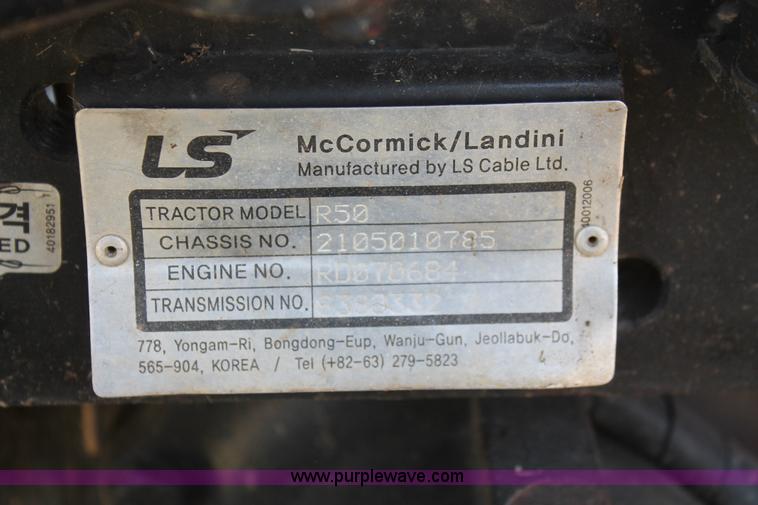 LS
McCormick/Landini
Manufactured by LS Cable Ltd.
TRACTOR MODEL R50
CHASSIS NO. 2105010785
ENGINE NO.
TRANSMISSION NO.
40012006
778, Yongam-Ri, Bongdong-Eup, Wanju-Gun, Jeollabuk-Do,
565-904, KOREA / Tel (+82-63) 279-5823
격
ED
40182951
www.purplewave.com